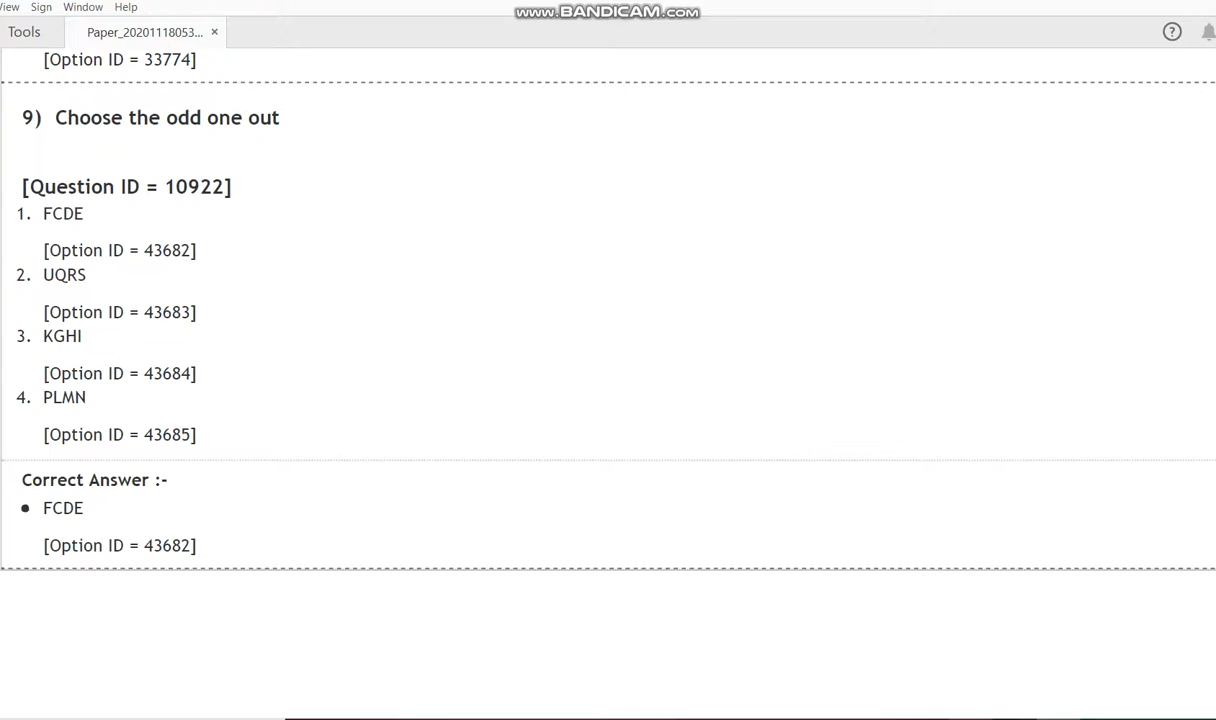 View Sign Window Help
www.BANDICAM.com
Tools Paper_20201118053... ×
?
[Option ID = 33774]
9) Choose the odd one out
[Question ID = 10922]
1. FCDE
[Option ID = 43682]
2. UQRS
[Option ID = 43683]
3. KGHI
[Option ID = 43684]
4. PLMN
[Option ID = 43685]
Correct Answer :-
• FCDE
[Option ID = 43682]